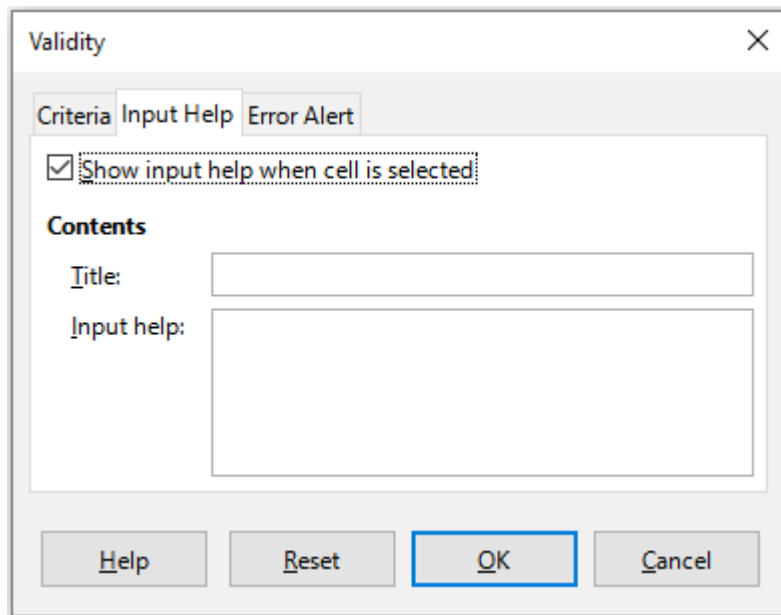 Validity
Criteria Input Help Error Alert
Show input help when cell is selected
Contents
Title:
Input help:
Help Reset OK Cancel